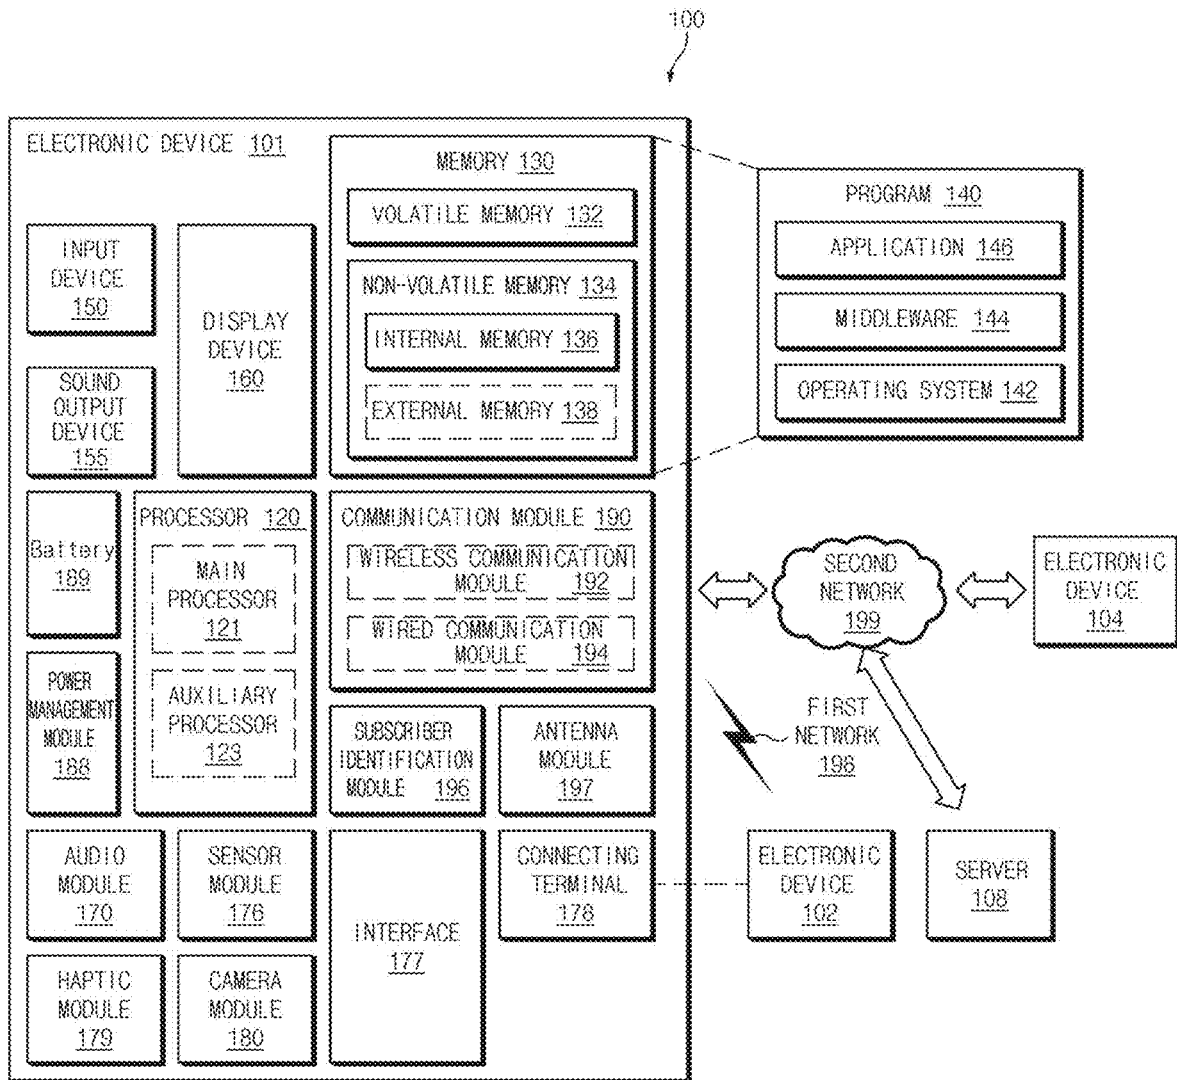 100
ELECTRONIC DEVICE 101
MEMORY 130
VOLATILE MEMORY 132
NON-VOLATILE MEMORY 134
INTERNAL MEMORY 136
EXTERNAL MEMORY 138
PROGRAM 140
APPLICATION 146
MIDDLEWARE 144
OPERATING SYSTEM 142
INPUT
DEVICE
150
DISPLAY
DEVICE
160
SOUND
OUTPUT
DEVICE
155
Battery
189
PROCESSOR 120
MAIN
PROCESSOR
121
AUXILIARY
PROCESSOR
123
COMMUNICATION MODULE 190
WIRELESS COMMUNICATION
MODULE 192
WIRED COMMUNICATION
MODULE 194
SECOND
NETWORK
199
ELECTRONIC
DEVICE
104
POWER
MANAGEMENT
MODULE
188
SUBSCRIBER
IDENTIFICATION
MODULE 196
ANTENNA
MODULE
197
FIRST
NETWORK
198
AUDIO
MODULE
170
SENSOR
MODULE
176
INTERFACE
177
CONNECTING
TERMINAL
178
ELECTRONIC
DEVICE
102
SERVER
108
HAPTIC
MODULE
179
CAMERA
MODULE
180